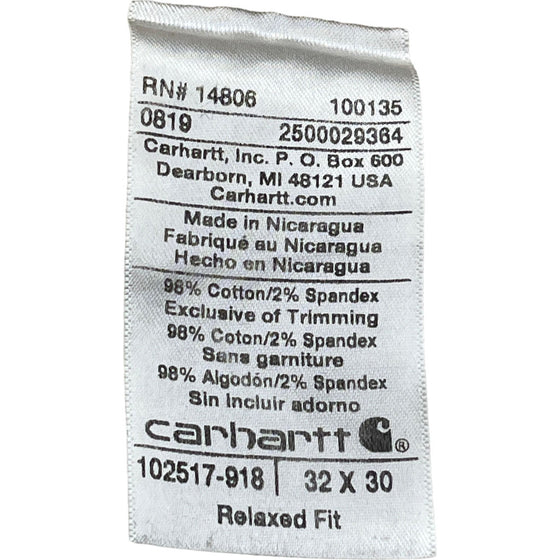 RN# 14806 100135
0819 2500029364
Carhartt, Inc. P. O. Box 600
Dearborn, MI 48121 USA
Carhartt.com
Made in Nicaragua
Fabriqué au Nicaragua
Hecho en Nicaragua
98% Cotton/2% Spandex
Exclusive of Trimming
98% Coton/2% Spandex
Sans garniture
98% Algodón/2% Spandex
Sin Incluir adorno
carhartt ®
102517-918 | 32 X 30
Relaxed Fit